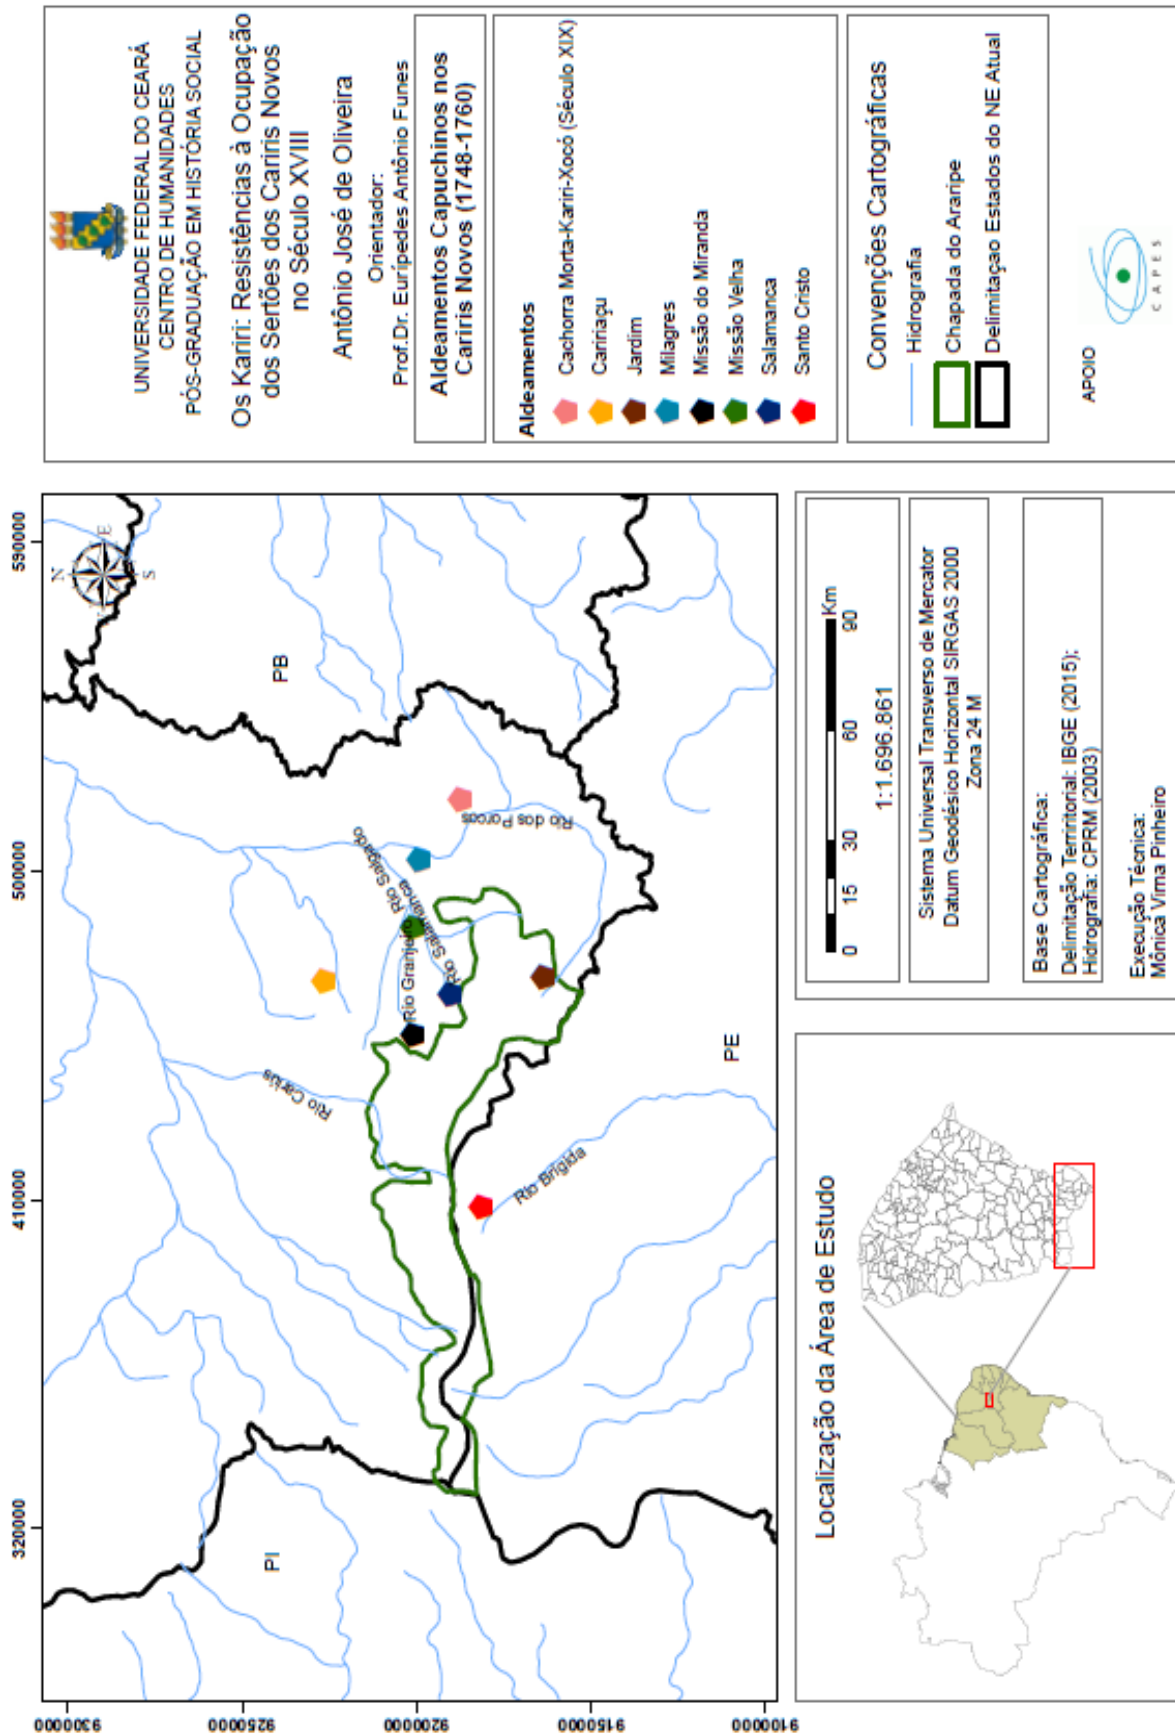 UNIVERSIDADE FEDERAL DO CEARÁ
CENTRO DE HUMANIDADES
PÓS-GRADUAÇÃO EM HISTÓRIA SOCIAL
Os Kariri: Resistências à Ocupação
dos Sertões dos Cariris Novos
no Século XVIII
Antônio José de Oliveira
Orientador:
Prof.Dr. Eurípedes Antônio Funes
Aldeamentos Capuchinos nos
Carirris Novos (1748-1760)
Aldeamentos
Cachorra Morta-Kariri-Xocó (Século XIX)
Caririaçu
Jardim
Milagres
Missão do Miranda
Missão Velha
Salamanca
Santo Cristo
Convenções Cartográficas
Hidrografia
Chapada do Araripe
Delimitaçao Estados do NE Atual
APOIO
CAPES
320000
410000
500000
590000
9300000
9250000
9200000
9150000
9100000
N
E
S
PI
PB
PE
Rio Cariús
Rio Granjeiro
Rio Salgardo
Rio Salamanca
Rio dos Porcos
Rio Brigida
0 15 30 60 90
Km
1:1.696.861
Sistema Universal Transverso de Mercator
Datum Geodésico Horizontal SIRGAS 2000
Zona 24 M
Base Cartográfica:
Delimitação Terrritorial: IBGE (2015);
Hidrografia: CPRM (2003)
Execução Técnica:
Mônica Virna Pinheiro
Localização da Área de Estudo